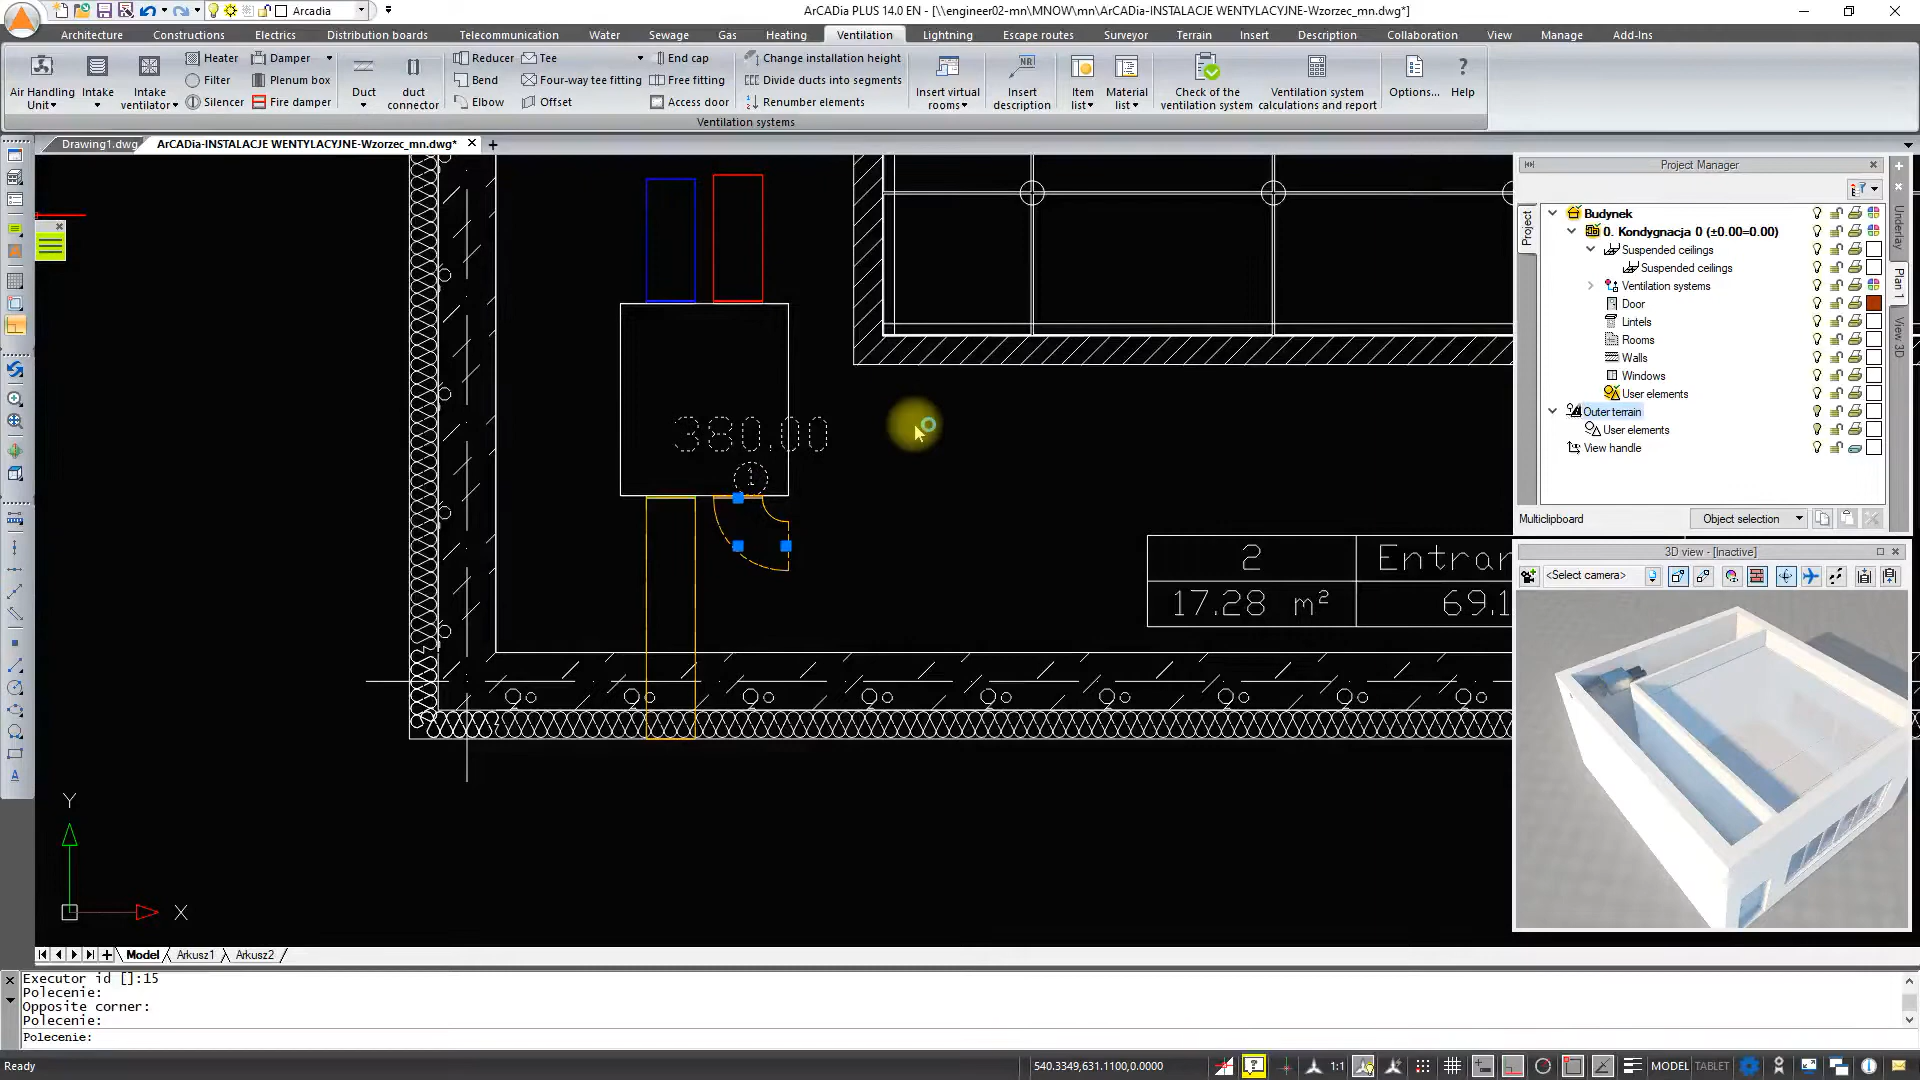 Arcadia
ArCADia PLUS 14.0 EN - [\\engineer02-mn\MNOW\mn\ArCADia-INSTALACJE WENTYLACYJNE-Wzorzec_mn.dwg*]
Architecture Constructions Electrics Distribution boards Telecommunication Water Sewage Gas Heating Ventilation Lightning Escape routes Surveyor Terrain Insert Description Collaboration View Manage Add-Ins
Air Handling Unit
Intake
Intake ventilator
Heater
Filter
Silencer
Damper
Plenum box
Fire damper
Duct
duct connector
Reducer
Bend
Elbow
Tee
Four-way tee fitting
Offset
End cap
Free fitting
Access door
Change installation height
Divide ducts into segments
Renumber elements
Insert virtual rooms
NR
Insert description
Item list
Material list
Check of the ventilation system
Ventilation system calculations and report
Options...
Help
Ventilation systems
Drawing1.dwg
ArCADia-INSTALACJE WENTYLACYJNE-Wzorzec_mn.dwg*
Project Manager
Project
Underlay
Plan 1
View 3D
Budynek
0. Kondygnacja 0 (±0.00=0.00)
Suspended ceilings
Suspended ceilings
Ventilation systems
Door
Lintels
Rooms
Walls
Windows
User elements
Outer terrain
User elements
View handle
Multiclipboard
Object selection
3D view - [Inactive]
<Select camera>
380.00
1
2 Entran
17.28 m² 69.1
Y
X
Model Arkusz1 Arkusz2
Executor id []:15
Polecenie:
Opposite corner:
Polecenie:
Polecenie:
Ready
540.3349,631.1100,0.0000
1:1
MODEL TABLET